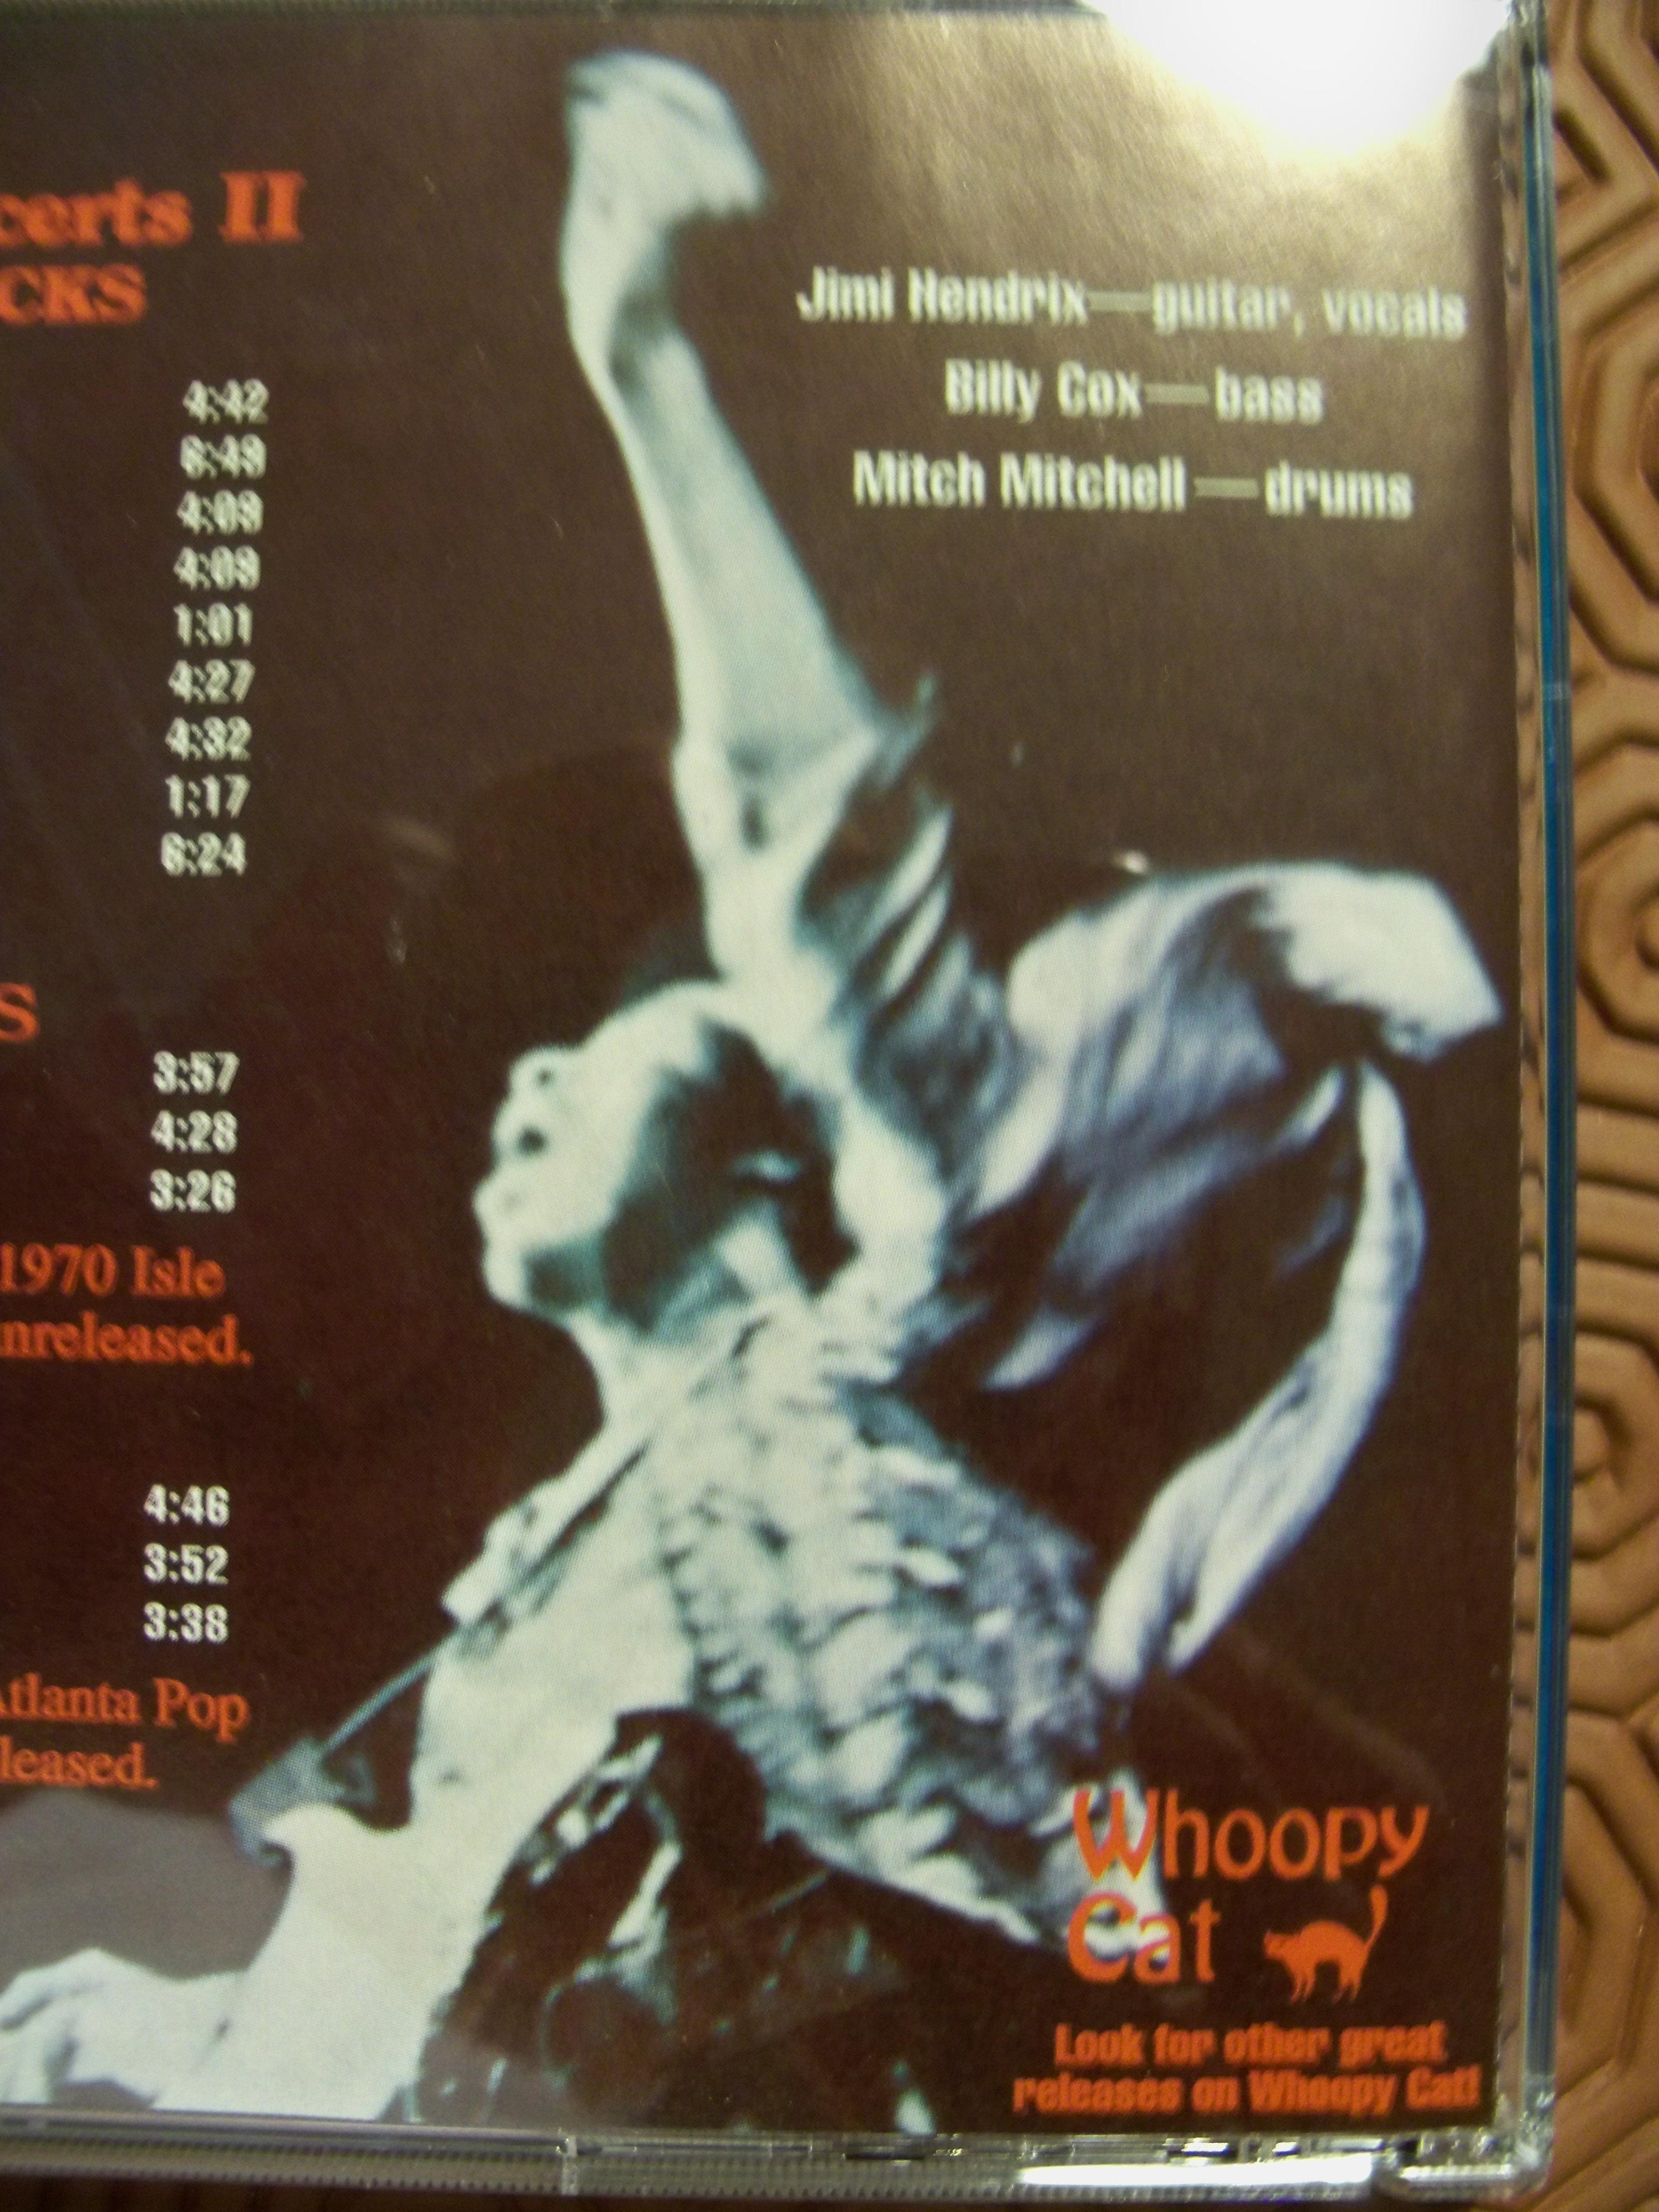 certs II
CKS
4:42
6:49
4:09
4:09
1:01
4:27
4:32
1:17
6:24
S
3:57
4:28
3:26
1970 Isle
nreleased.
4:46
3:52
3:38
Atlanta Pop
leased.
Jimi Hendrix—guitar, vocals
Billy Cox—bass
Mitch Mitchell—drums
Whoopy
Cat
Look for other great
releases on Whoopy Cat!